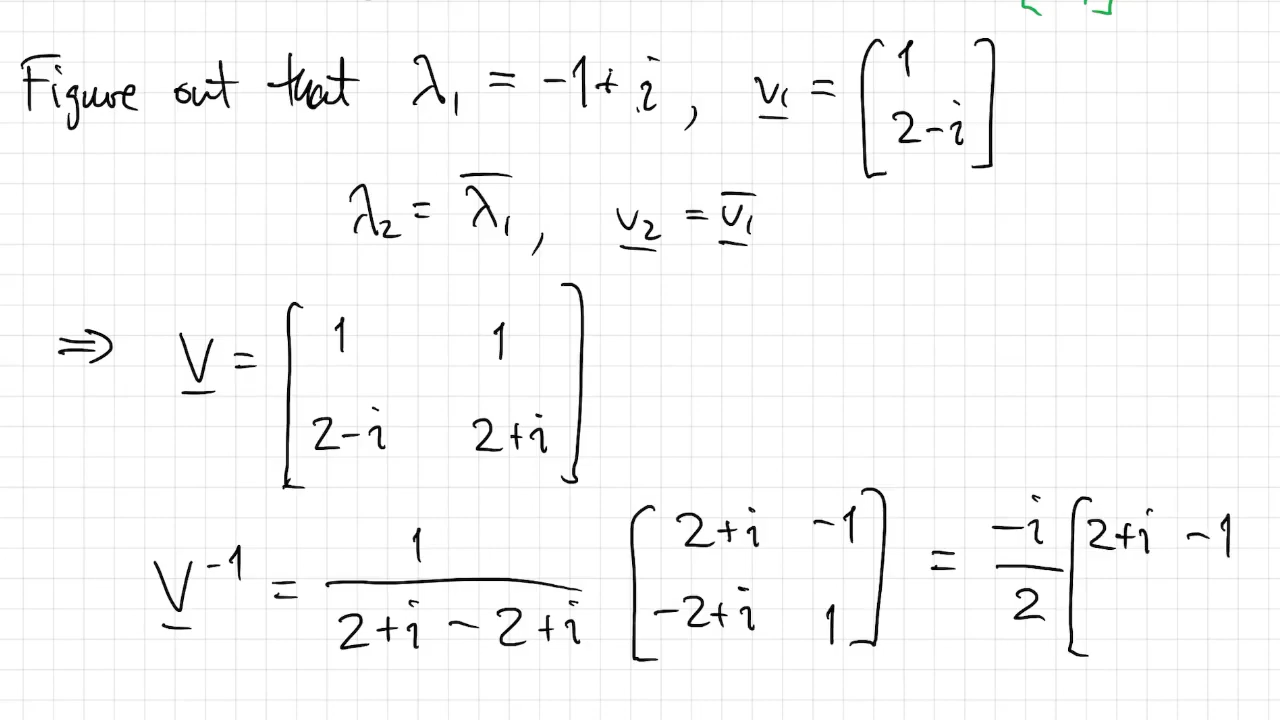 Figure out that λ₁ = -1+i, v₁ = [1; 2-i]
λ₂ = λ̄₁, v₂ = v̄₁
⇒ V = [1 1; 2-i 2+i]
V⁻¹ = 1/(2+i-2+i) [2+i -1; -2+i 1] = -i/2 [2+i -1